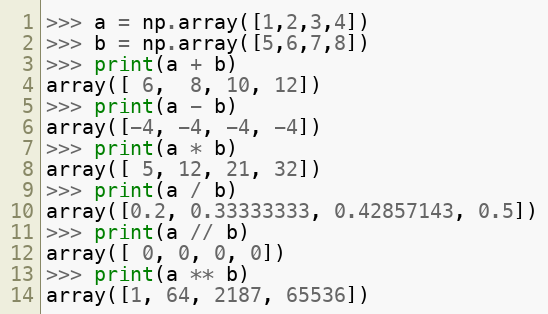 1 >>> a = np.array([1,2,3,4])
2 >>> b = np.array([5,6,7,8])
3 >>> print(a + b)
4 array([ 6,  8, 10, 12])
5 >>> print(a - b)
6 array([-4, -4, -4, -4])
7 >>> print(a * b)
8 array([ 5, 12, 21, 32])
9 >>> print(a / b)
10 array([0.2, 0.33333333, 0.42857143, 0.5])
11 >>> print(a // b)
12 array([ 0, 0, 0, 0])
13 >>> print(a ** b)
14 array([1, 64, 2187, 65536])